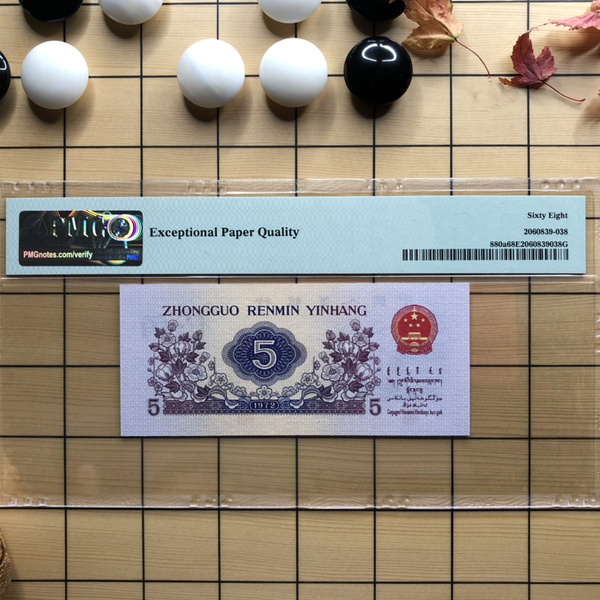 PMG
PMGnotes.com/verify
Exceptional Paper Quality
Sixty Eight
2060839-038
880a68E2060839038G
ZHONGGUO RENMIN YINHANG
5
5
5
1972